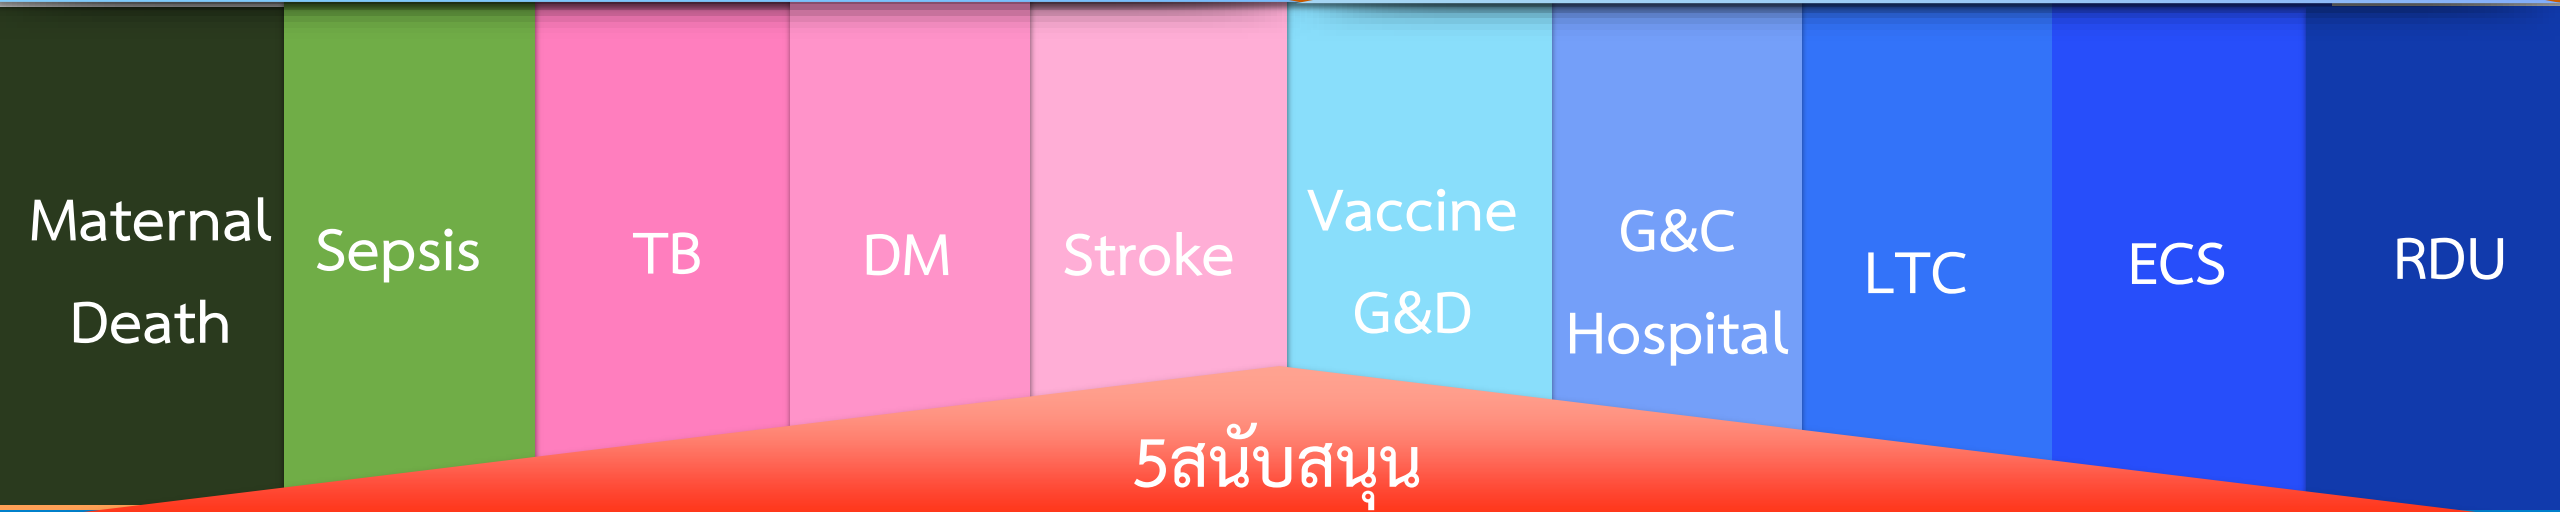 Maternal
Death
Sepsis
TB
DM
Stroke
Vaccine
G&D
G&C
Hospital
LTC
ECS
RDU
5สนับสนุน